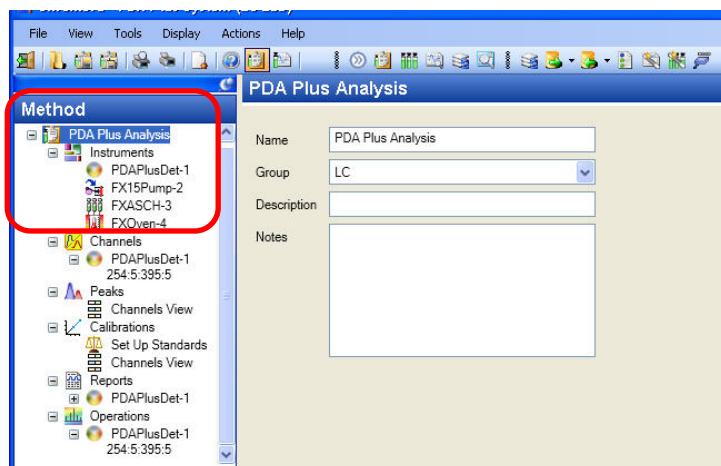 File View Tools Display Actions Help
PDA Plus Analysis
Method
PDA Plus Analysis
Instruments
PDAPlusDet-1
FX15Pump-2
FXASCH-3
FXOven-4
Channels
PDAPlusDet-1
254:5:395:5
Peaks
Channels View
Calibrations
Set Up Standards
Channels View
Reports
PDAPlusDet-1
Operations
PDAPlusDet-1
254:5:395:5
Name PDA Plus Analysis
Group LC
Description
Notes